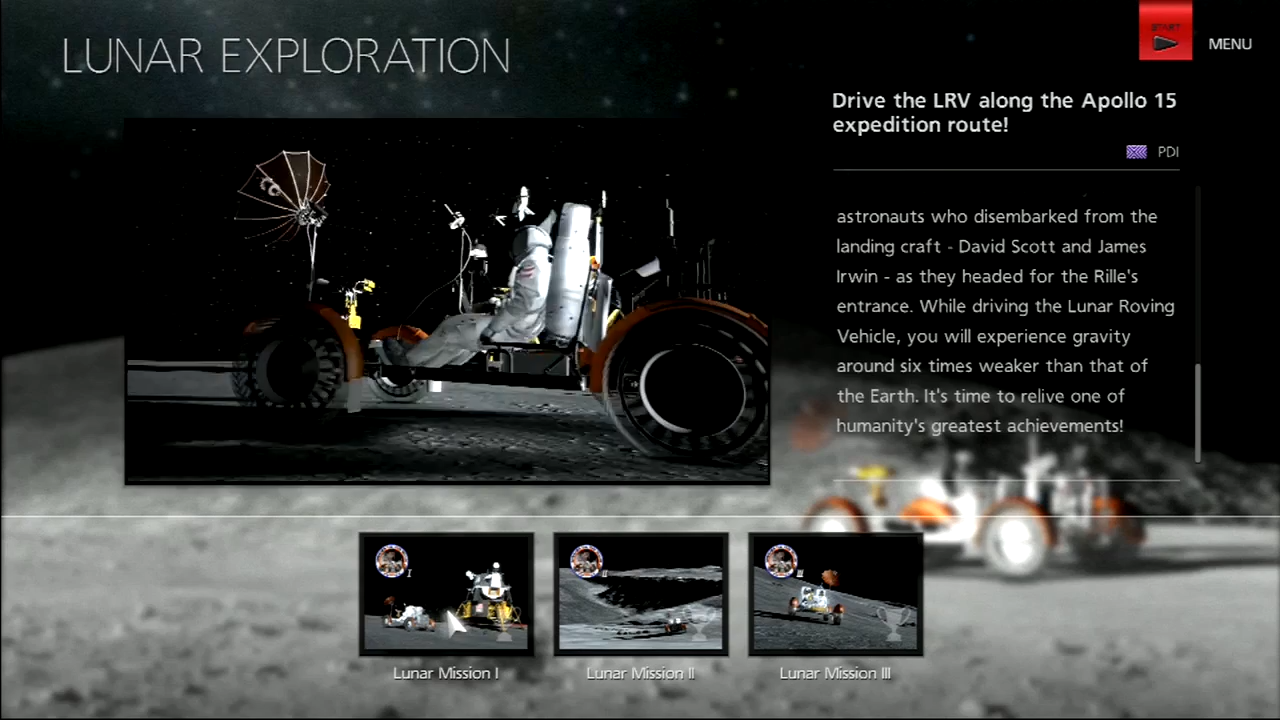 LUNAR EXPLORATION
START
MENU
Drive the LRV along the Apollo 15
expedition route!
PDI
astronauts who disembarked from the
landing craft - David Scott and James
Irwin - as they headed for the Rille's
entrance. While driving the Lunar Roving
Vehicle, you will experience gravity
around six times weaker than that of
the Earth. It's time to relive one of
humanity's greatest achievements!
I
II
III
Lunar Mission I
Lunar Mission II
Lunar Mission III